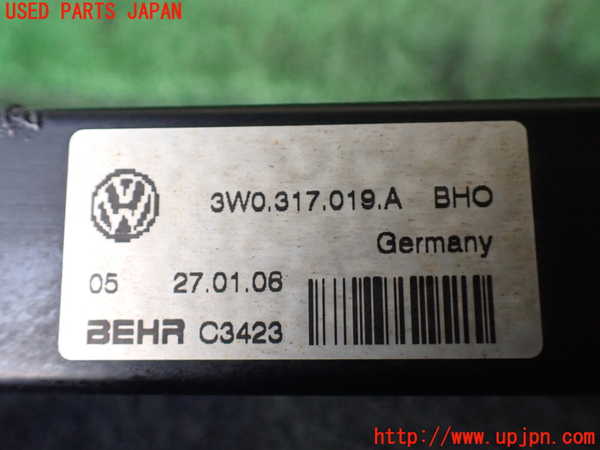 USED PARTS JAPAN
3W0.317.019.A BHO
Germany
05 27.01.06
BEHR C3423
http://www.upjpn.com/